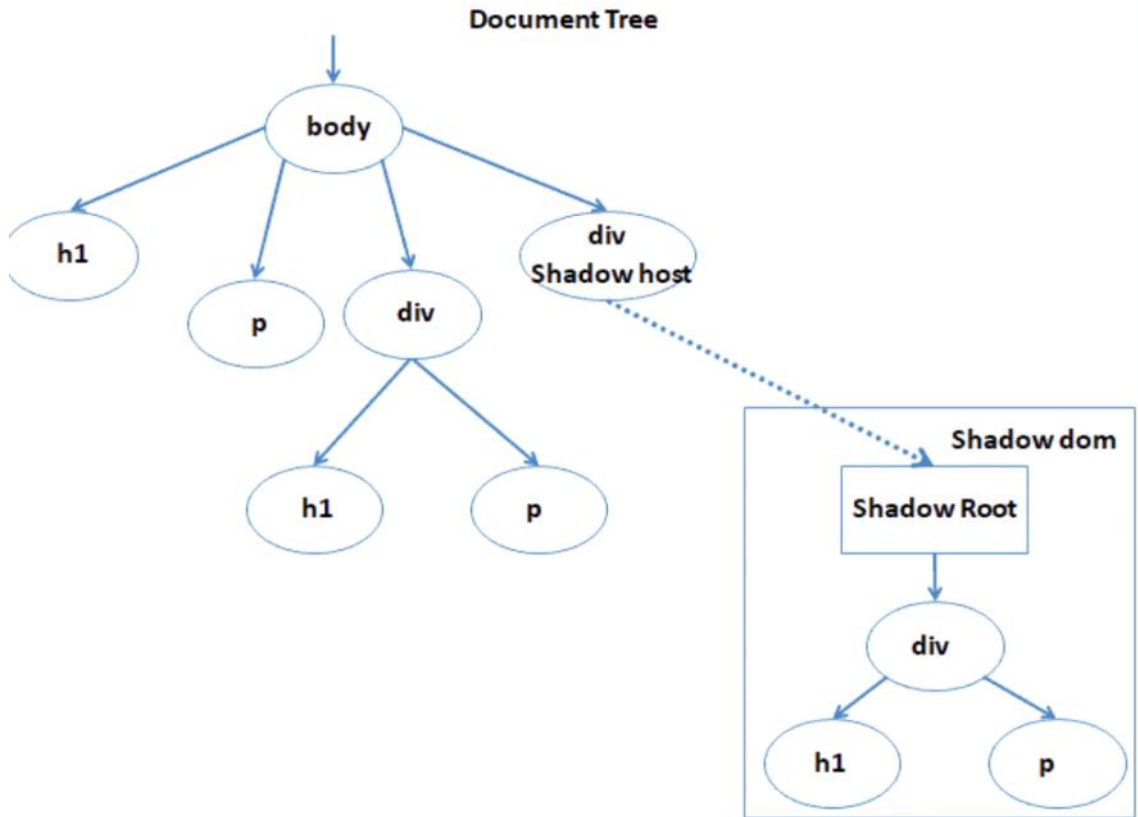 Document Tree
body
h1
p
div
div
Shadow host
h1
p
Shadow dom
Shadow Root
div
h1
p